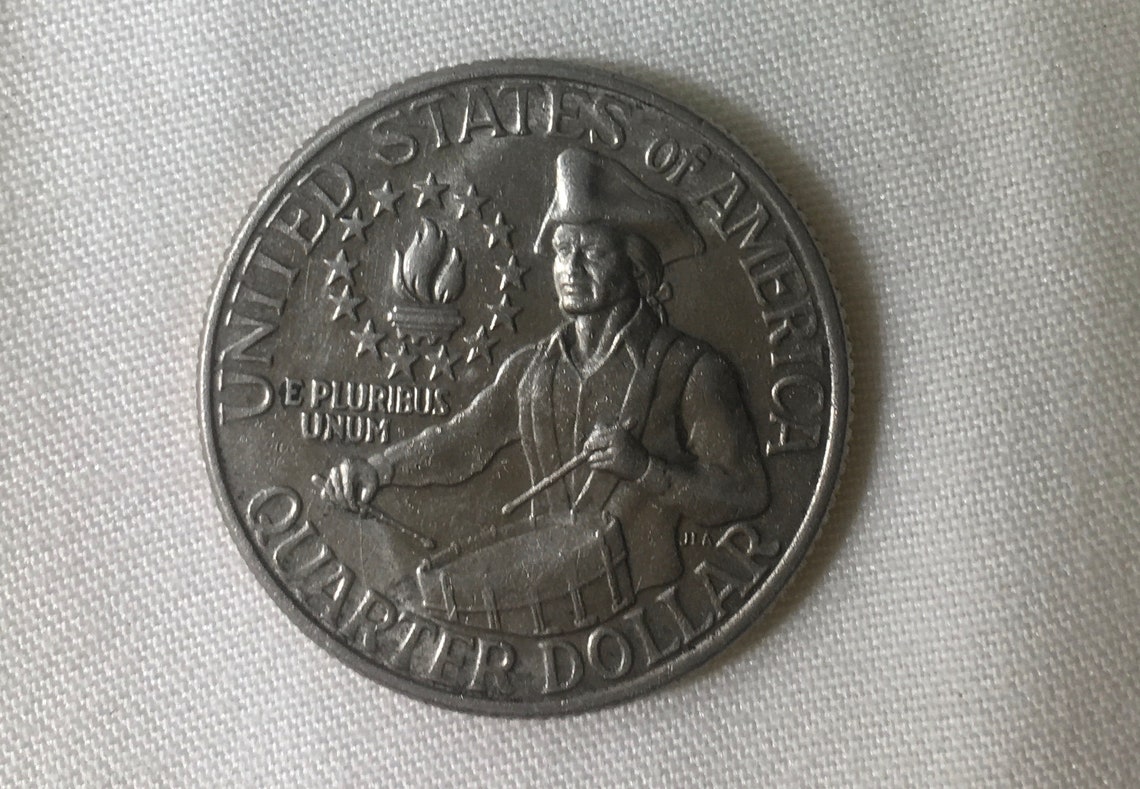 UNITED STATES of AMERICA
E PLURIBUS
UNUM
QUARTER DOLLAR